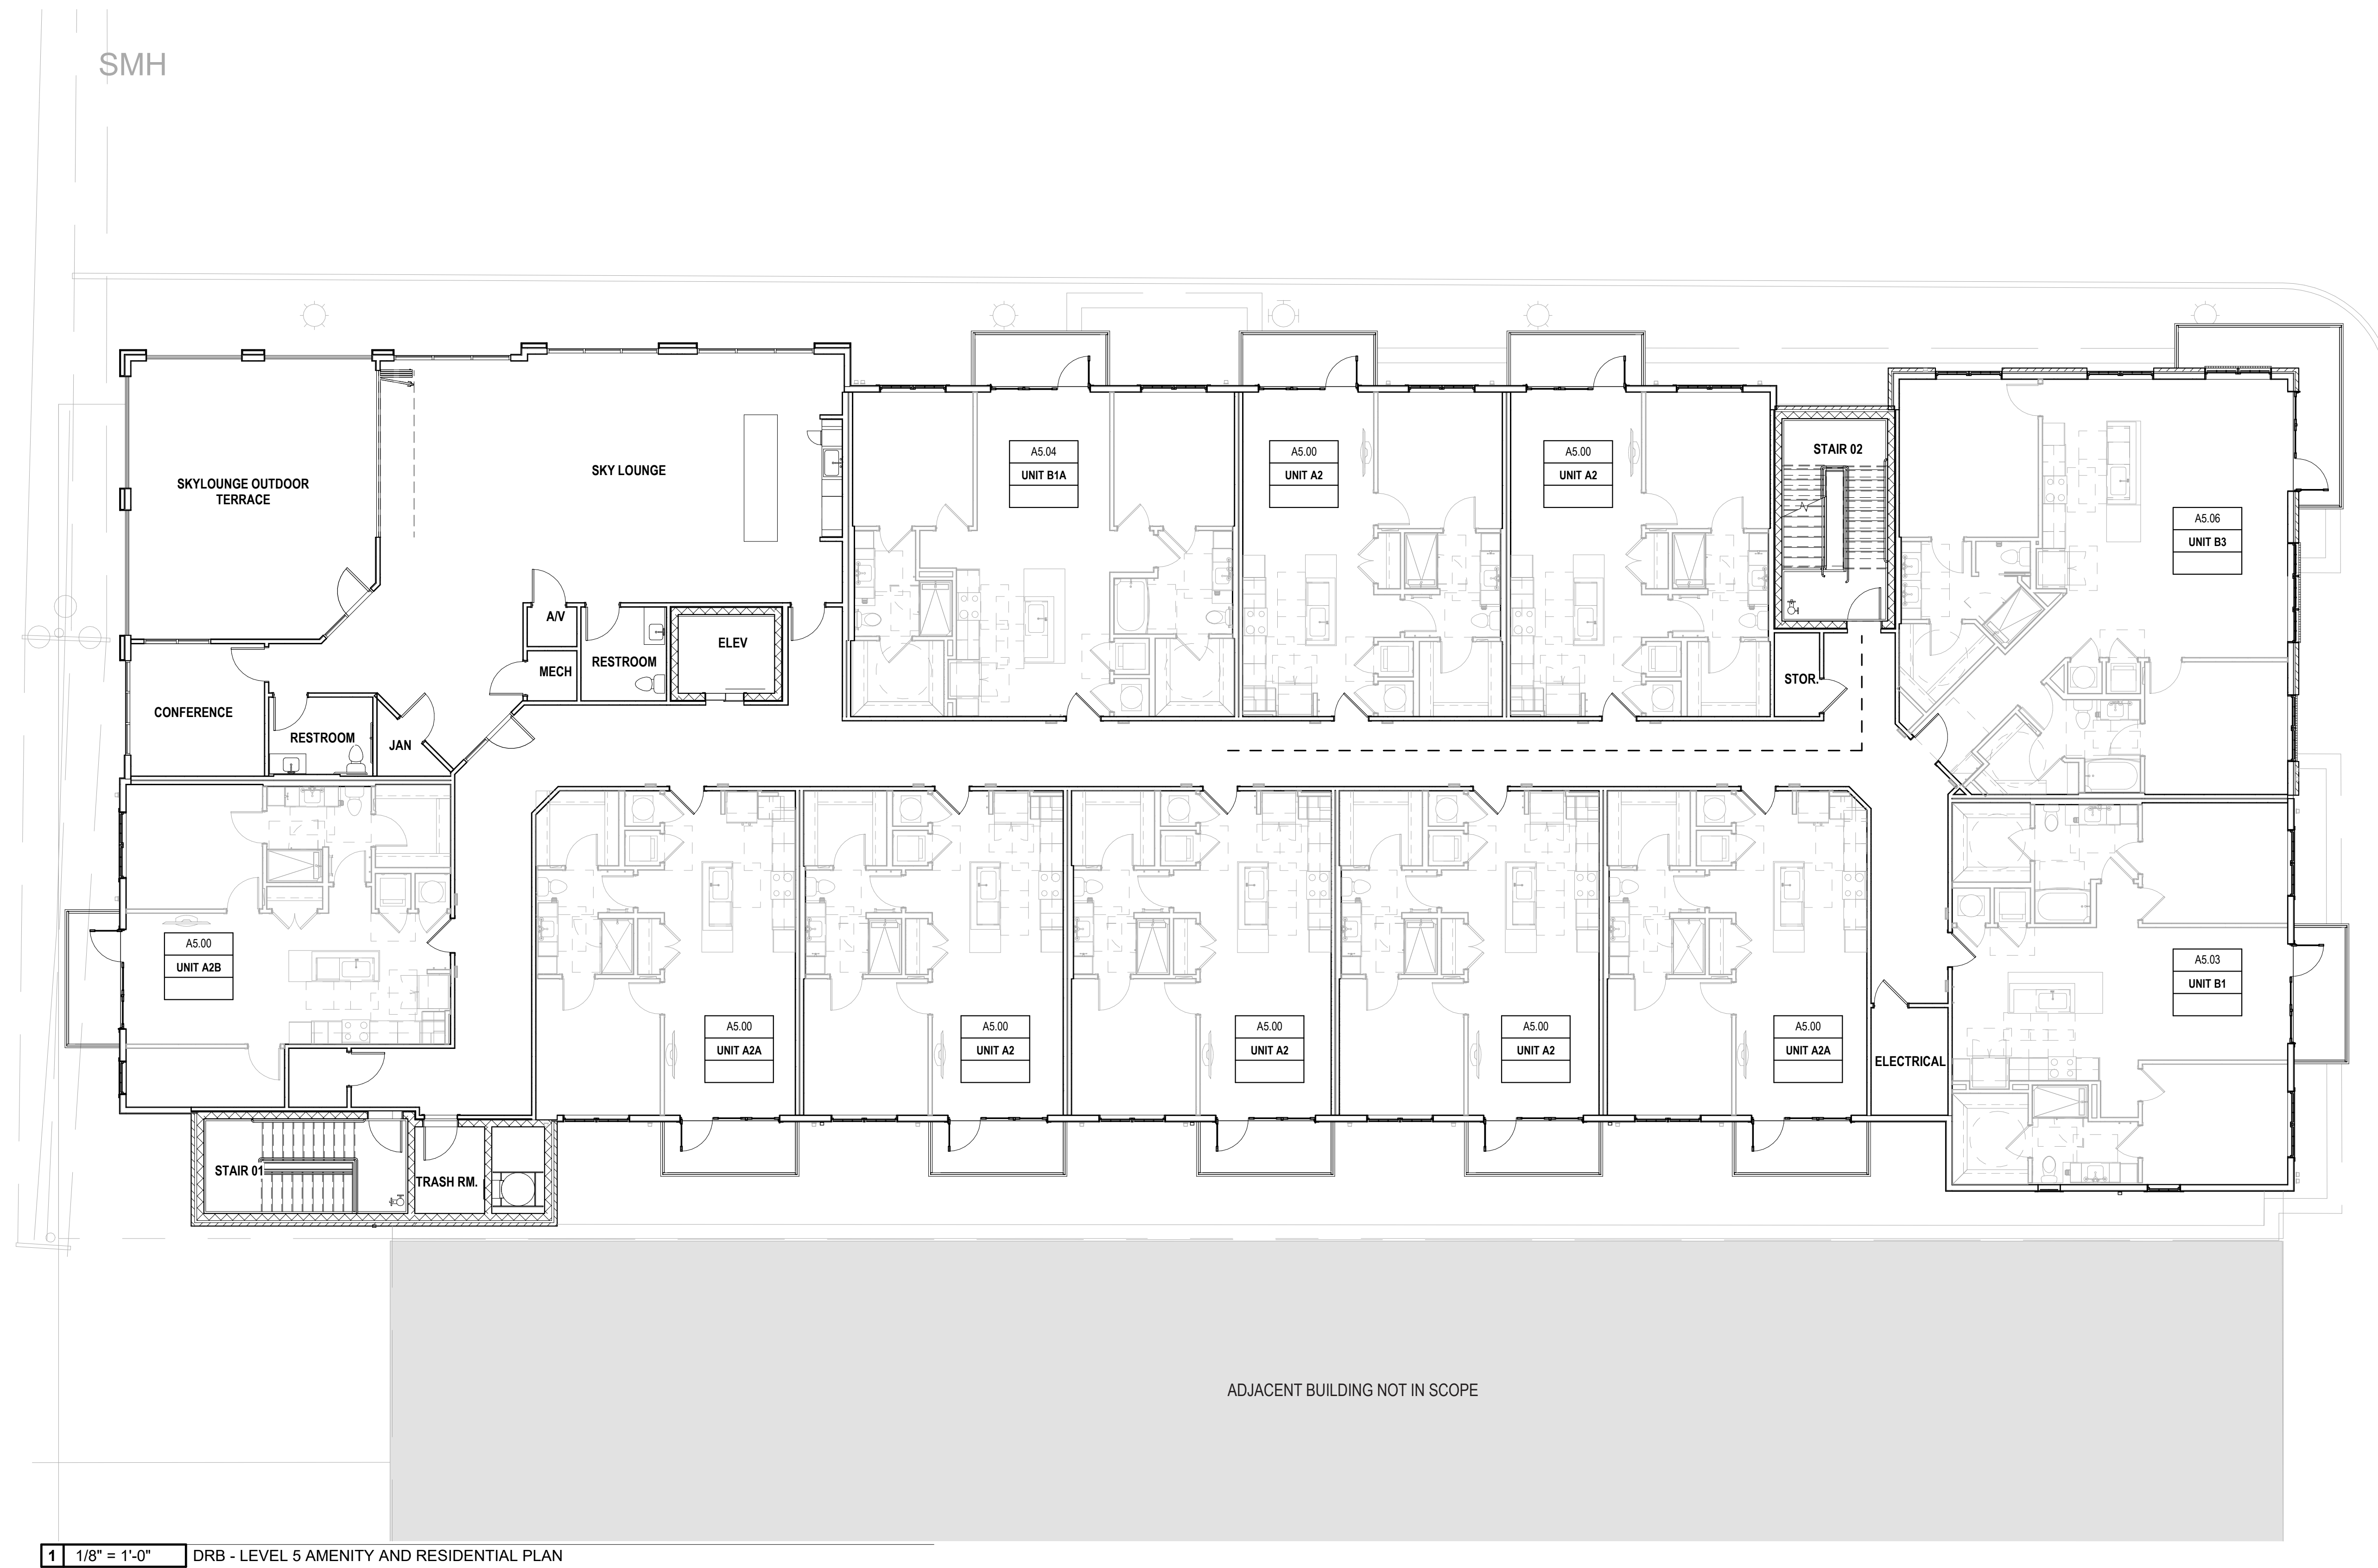 SMH
A5.04
UNIT B1A
A5.00
UNIT A2
A5.00
UNIT A2
STAIR 02
SKY LOUNGE
SKYLOUNGE OUTDOOR
TERRACE
A5.06
UNIT B3
A/V
ELEV
RESTROOM
MECH
STOR.
CONFERENCE
RESTROOM
JAN
A5.00
UNIT A2B
A5.03
UNIT B1
A5.00
UNIT A2A
A5.00
UNIT A2
A5.00
UNIT A2
A5.00
UNIT A2
A5.00
UNIT A2A
ELECTRICAL
STAIR 01
TRASH RM.
ADJACENT BUILDING NOT IN SCOPE
1 1/8" = 1'-0" DRB - LEVEL 5 AMENITY AND RESIDENTIAL PLAN